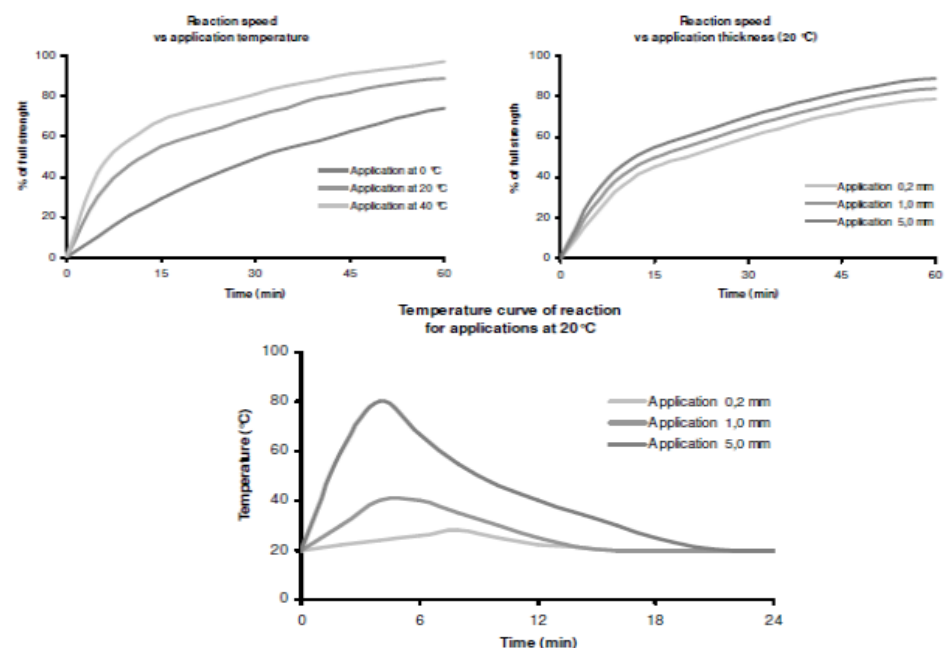 Reaction speed
vs application temperature
% of full strenght
100
80
60
40
20
0
Application at 0 °C
Application at 20 °C
Application at 40 °C
0 15 30 45 60
Time (min)
Reaction speed
vs application thickness (20 °C)
% of full strength
100
80
60
40
20
0
Application 0,2 mm
Application 1,0 mm
Application 5,0 mm
0 15 30 45 60
Time (min)
Temperature curve of reaction
for applications at 20°C
Temperature (°C)
100
80
60
40
20
0
Application 0,2 mm
Application 1,0 mm
Application 5,0 mm
0 6 12 18 24
Time (min)